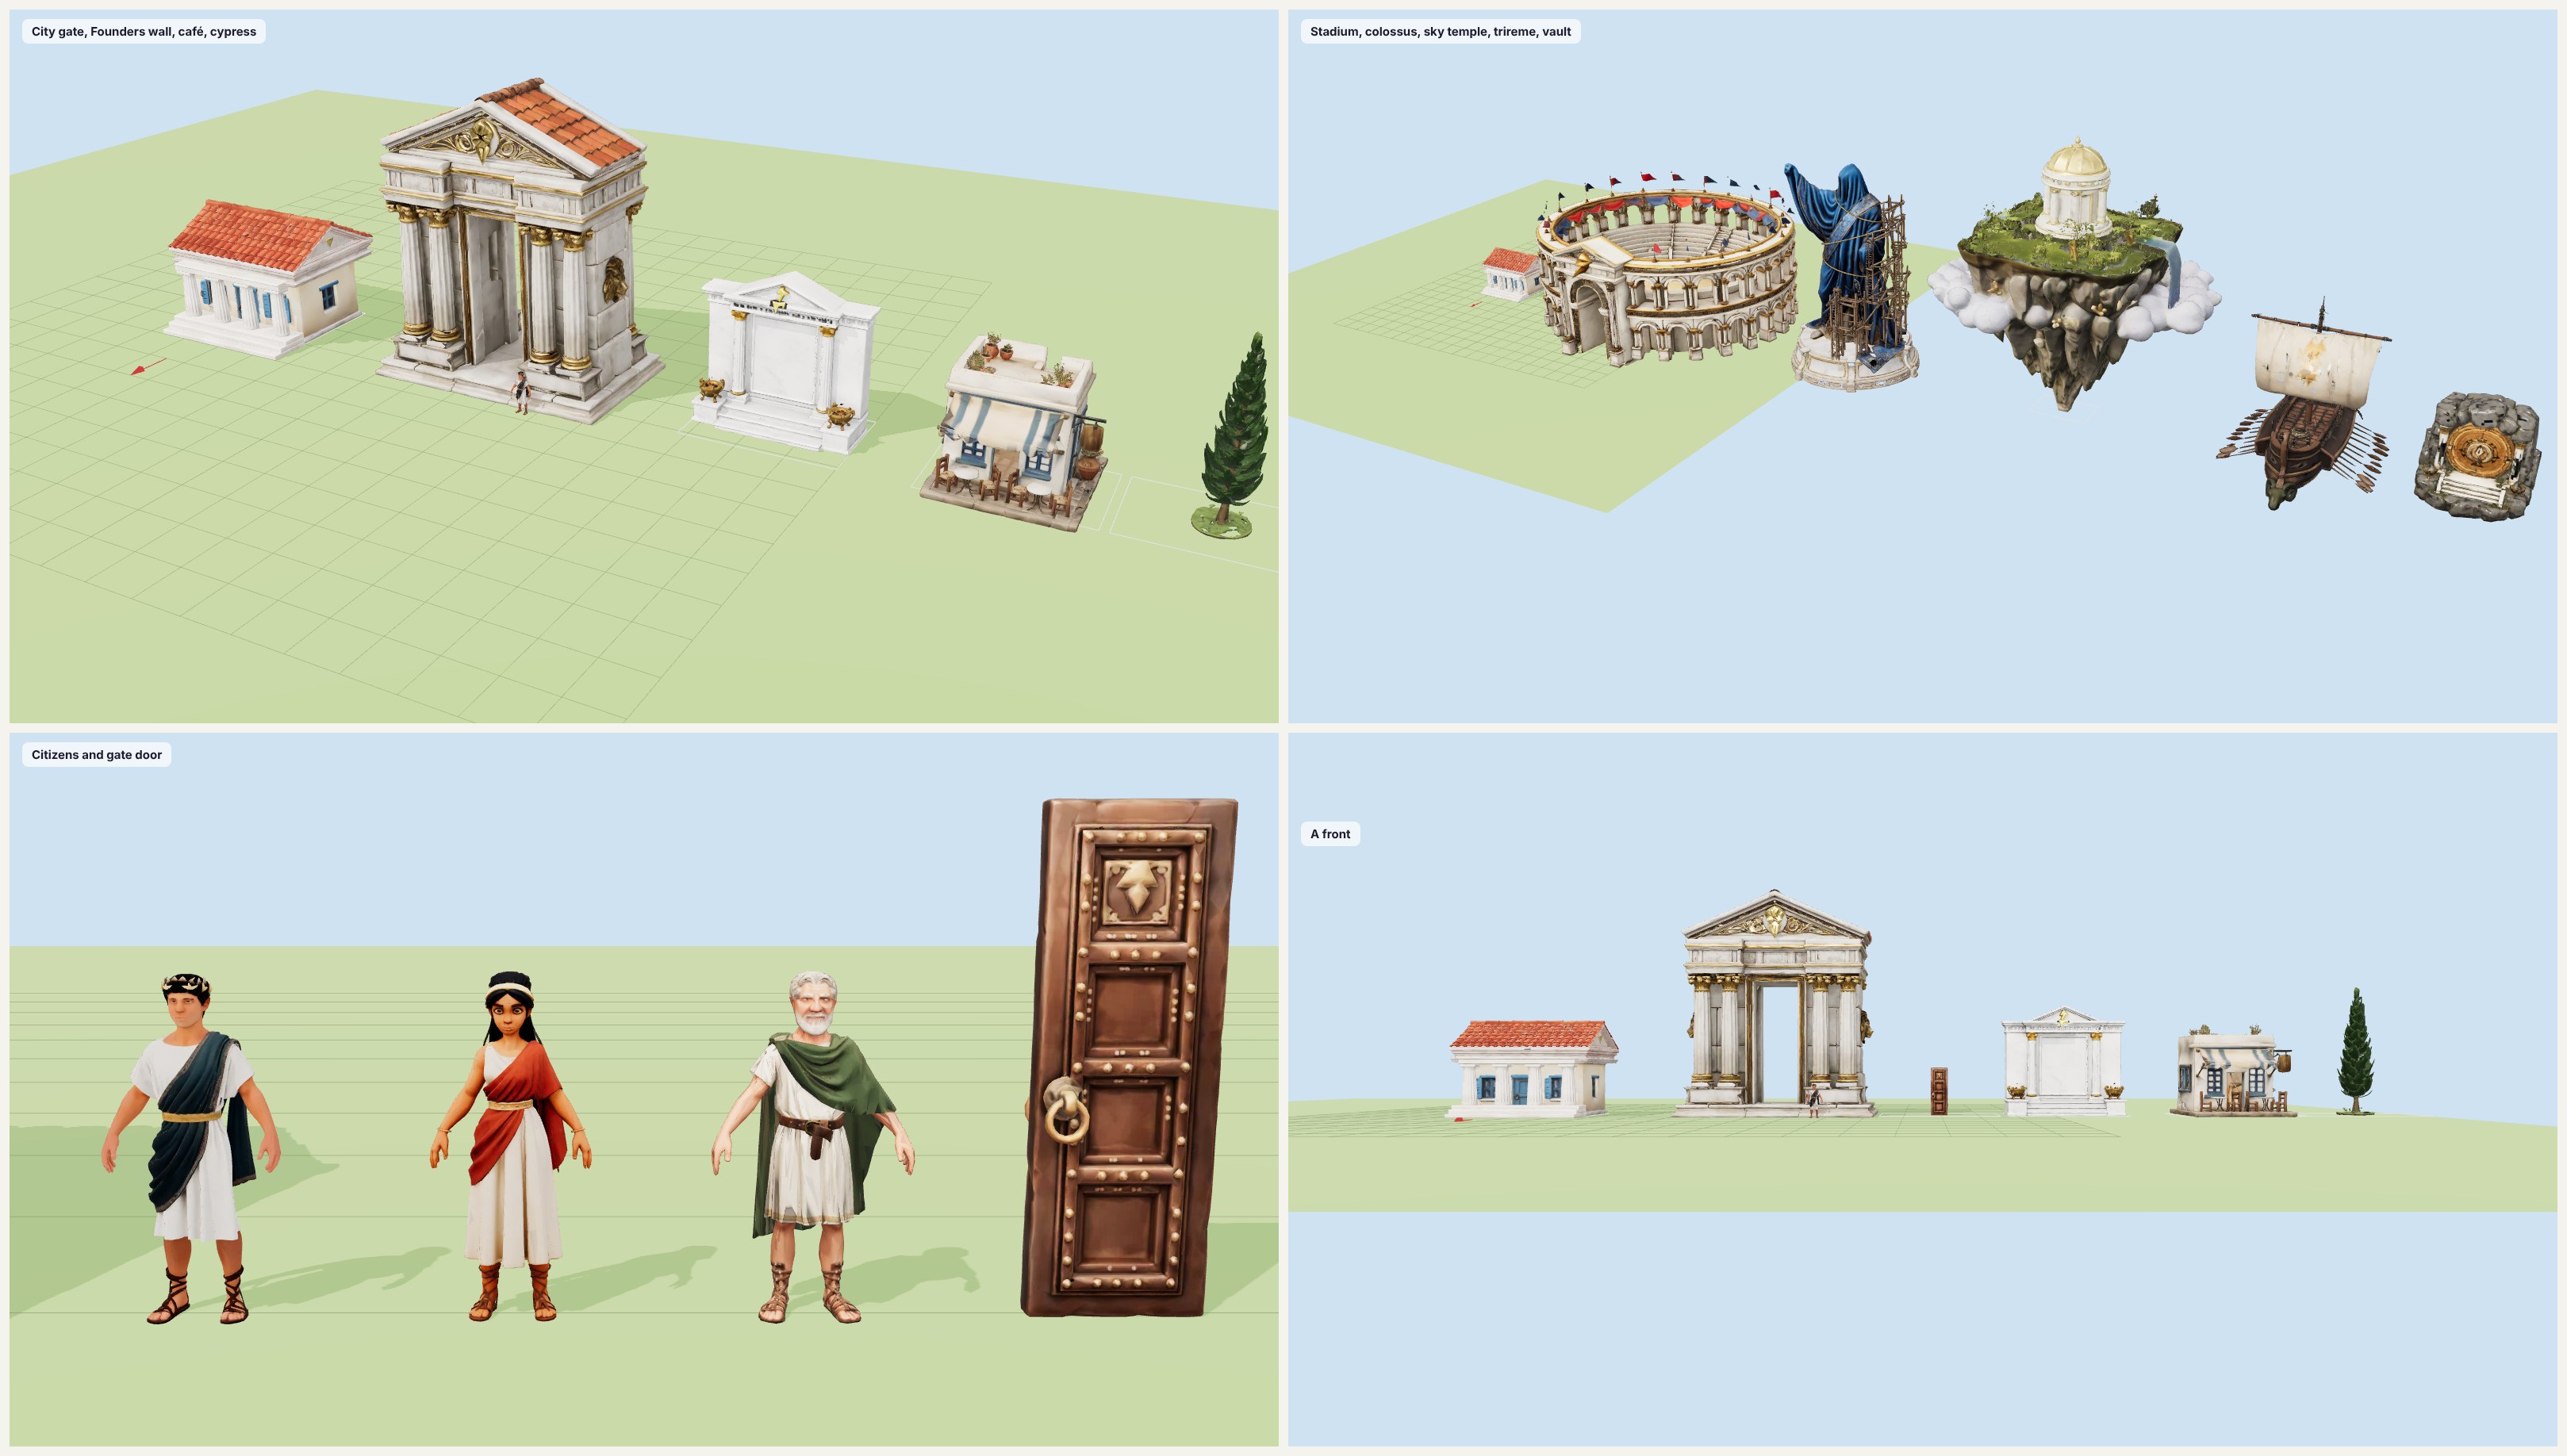 City gate, Founders wall, café, cypress
Stadium, colossus, sky temple, trireme, vault
Citizens and gate door
A front